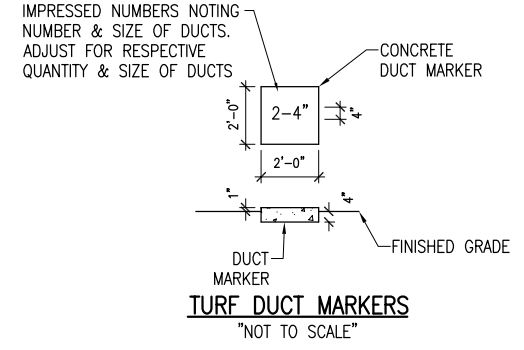 IMPRESSED NUMBERS NOTING
NUMBER & SIZE OF DUCTS.
ADJUST FOR RESPECTIVE
QUANTITY & SIZE OF DUCTS
CONCRETE
DUCT MARKER
2'-0"
2-4"
4"
2'-0"
1"
4"
FINISHED GRADE
DUCT
MARKER
TURF DUCT MARKERS
"NOT TO SCALE"